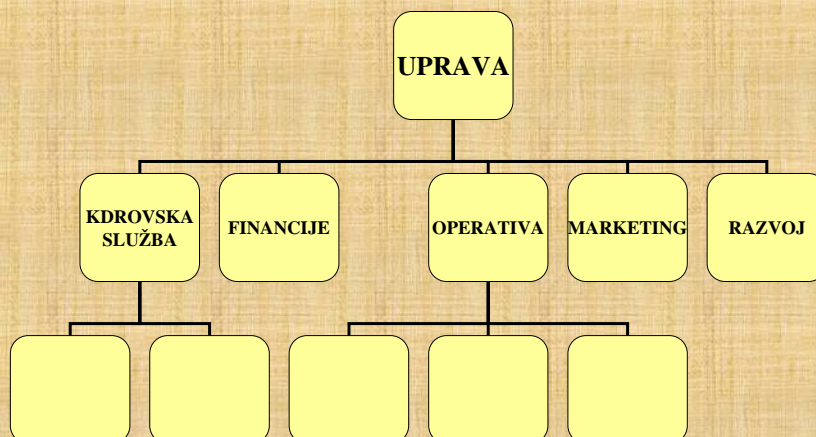 UPRAVA
KDROVSKA
SLUŽBA
FINANCIJE
OPERATIVA
MARKETING
RAZVOJ